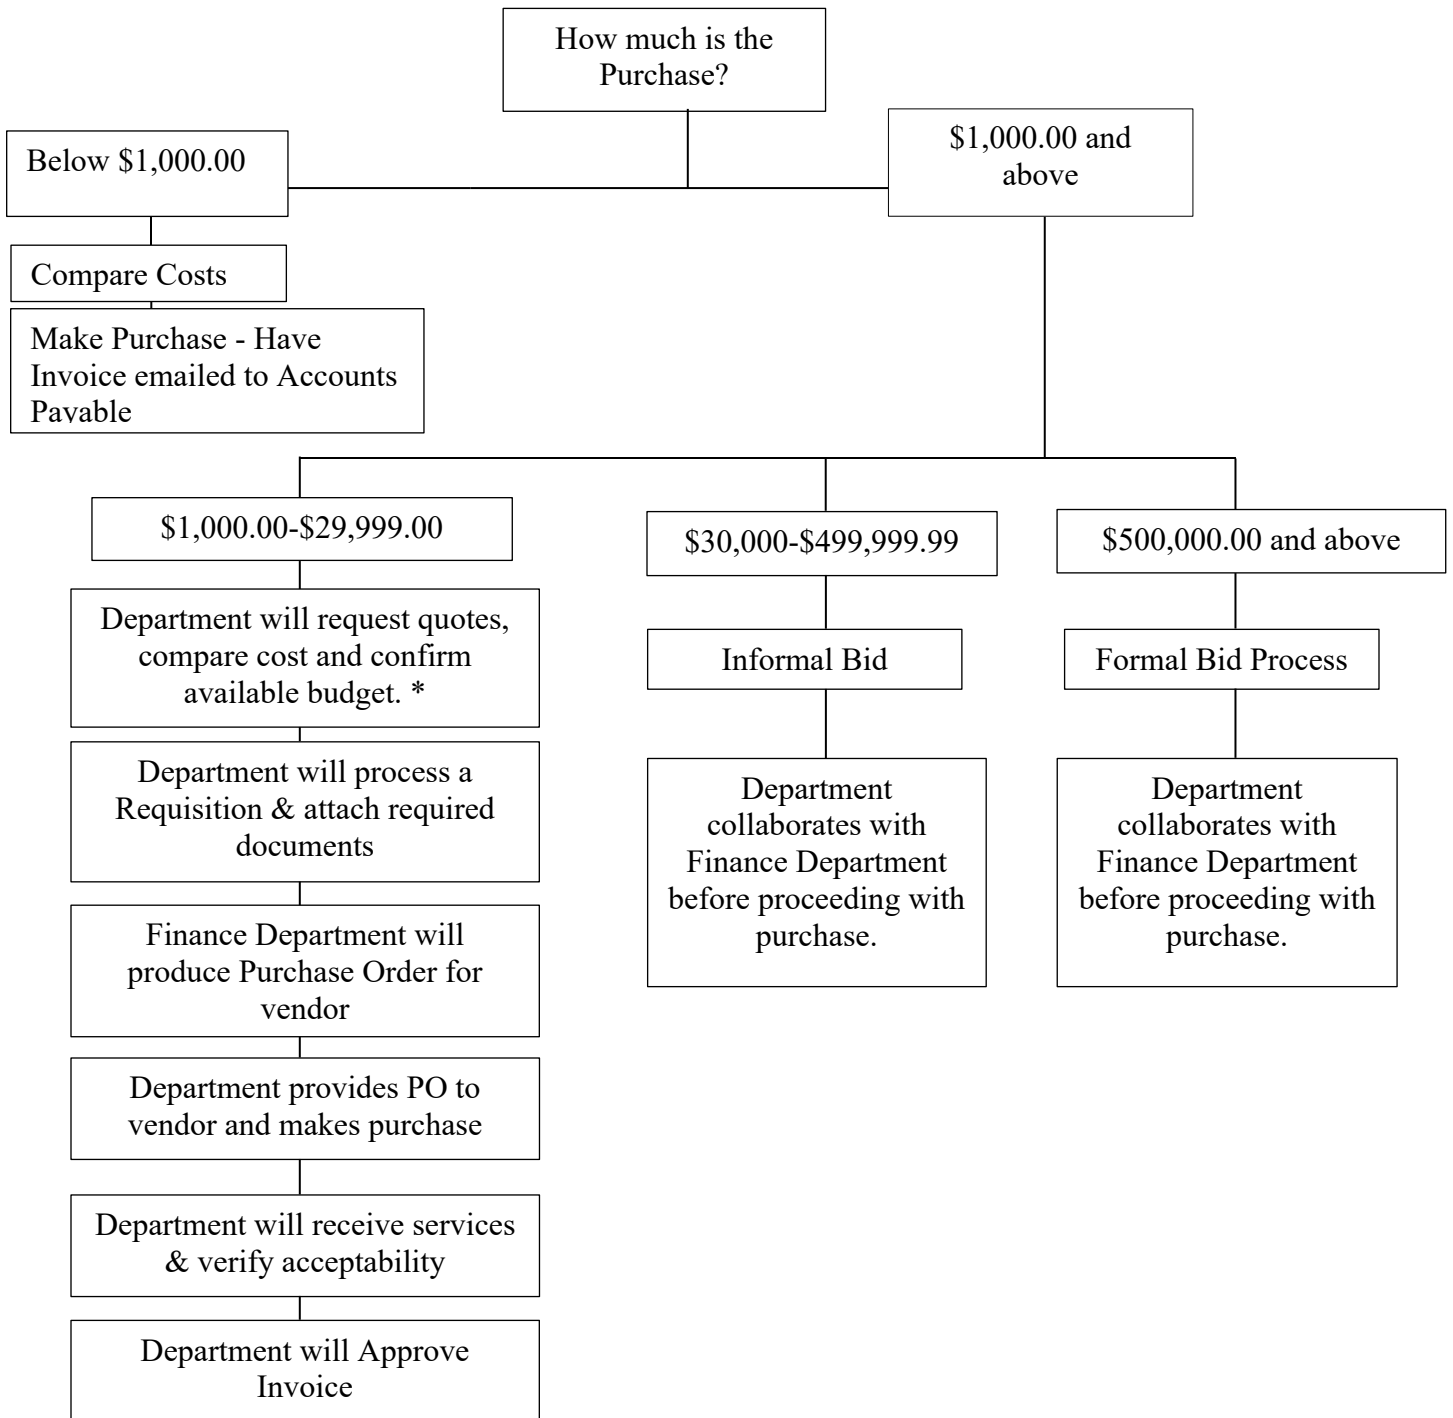 How much is the
Purchase?
Below $1,000.00
$1,000.00 and
above
Compare Costs
Make Purchase - Have
Invoice emailed to Accounts
Payable
$1,000.00-$29,999.00
$30,000-$499,999.99
$500,000.00 and above
Department will request quotes,
compare cost and confirm
available budget. *
Informal Bid
Formal Bid Process
Department will process a
Requisition & attach required
documents
Department
collaborates with
Finance Department
before proceeding with
purchase.
Department
collaborates with
Finance Department
before proceeding with
purchase.
Finance Department will
produce Purchase Order for
vendor
Department provides PO to
vendor and makes purchase
Department will receive services
& verify acceptability
Department will Approve
Invoice